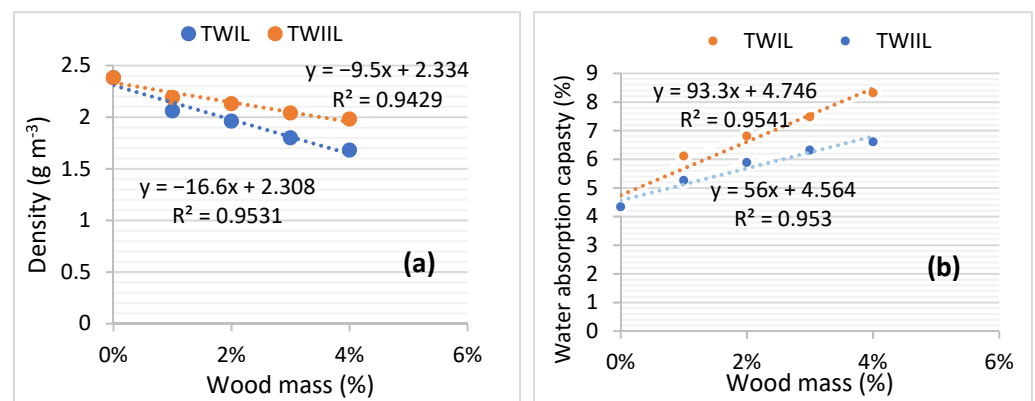 TWIL TWIIL
2.5
2
1.5
1
0.5
0
y = −9.5x + 2.334
R² = 0.9429
y = −16.6x + 2.308
R² = 0.9531
(a)
Density (g m⁻³)
0% 2% 4% 6%
Wood mass (%)
TWIL TWIIL
9
8
7
6
5
4
3
2
1
0
y = 93.3x + 4.746
R² = 0.9541
y = 56x + 4.564
R² = 0.953
(b)
Water absorption capasty (%)
0% 2% 4% 6%
Wood mass (%)